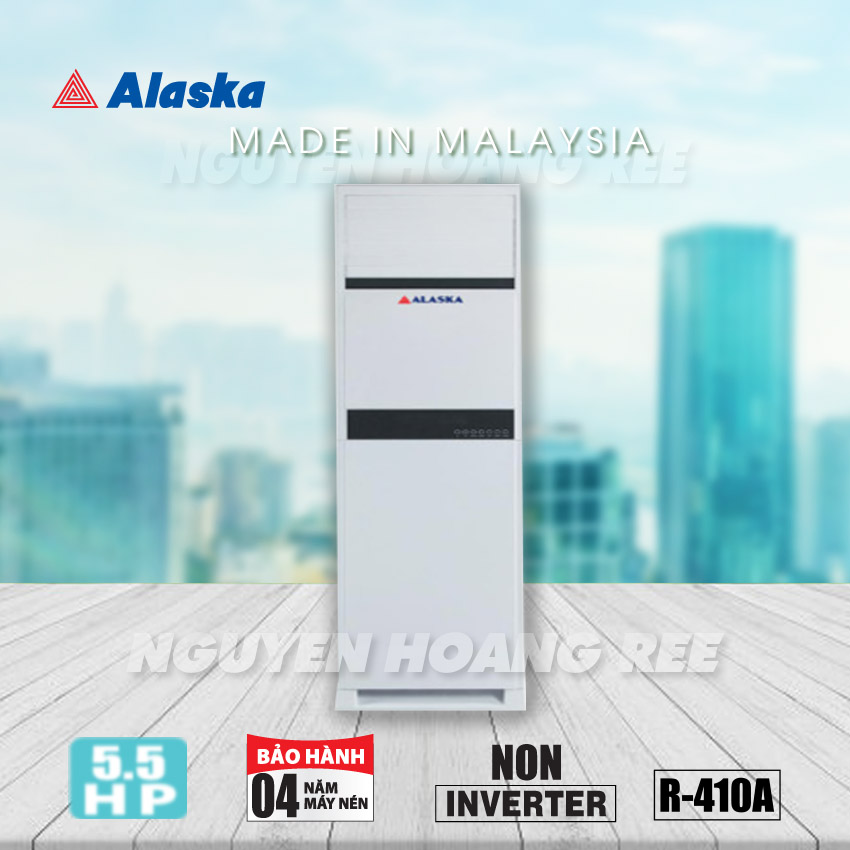 Alaska
MADE IN MALAYSIA
NGUYEN HOANG REE
ALASKA
NGUYEN HOANG REE
5.5
HP
BẢO HÀNH
04 NĂM
MÁY NÉN
NON
INVERTER
R-410A